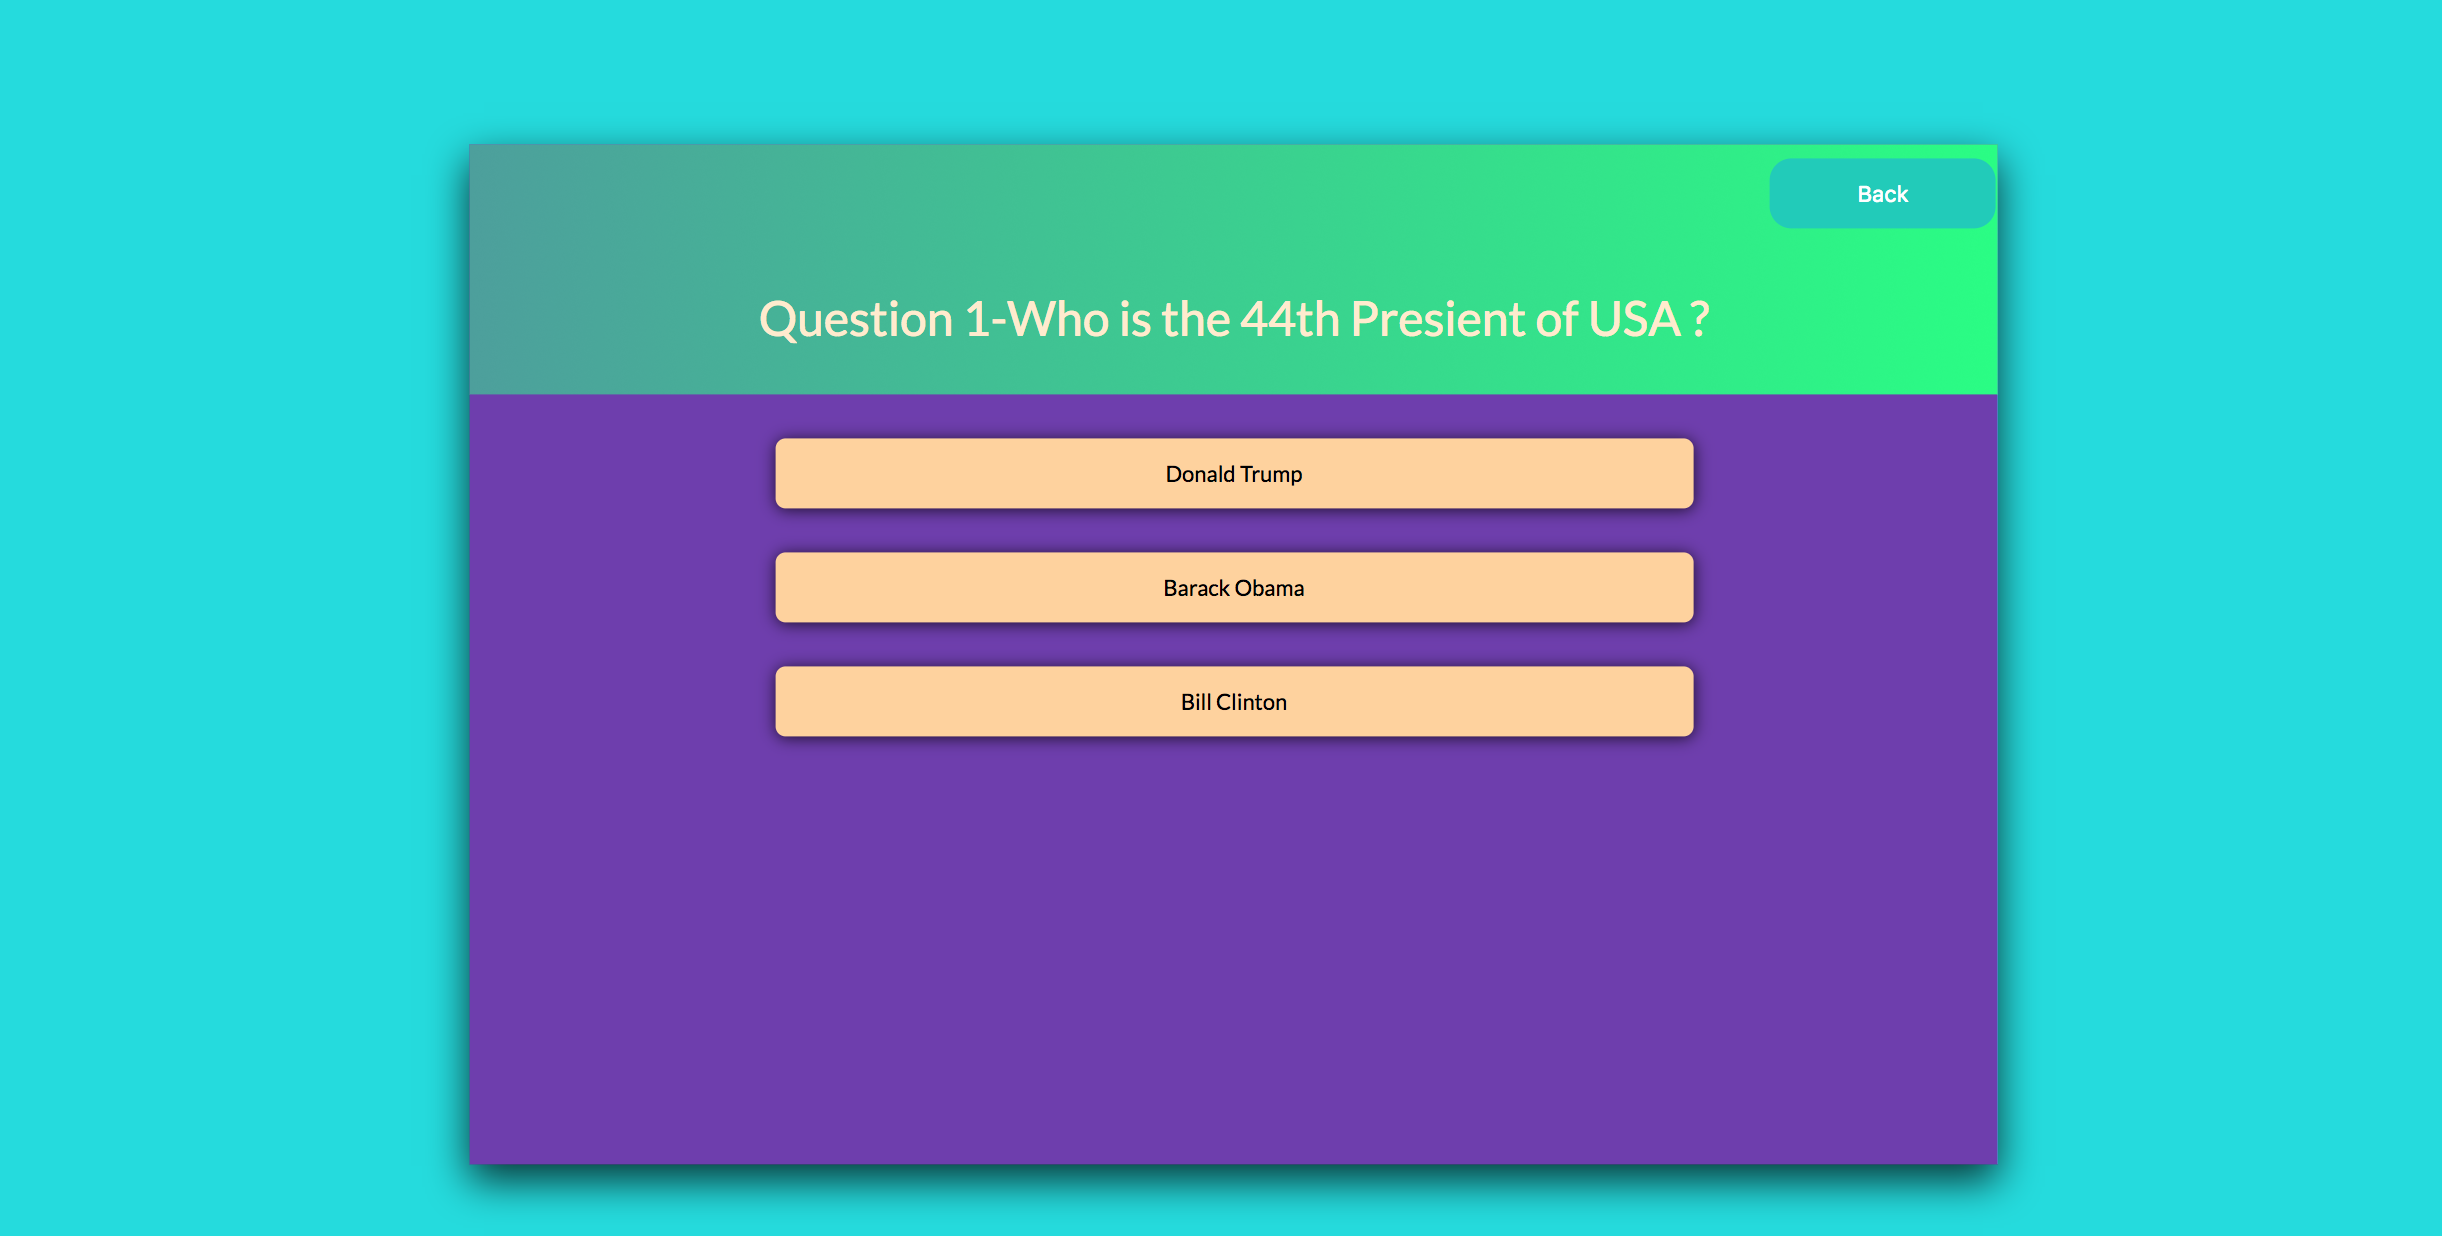 Back
Question 1-Who is the 44th Presient of USA ?
Donald Trump
Barack Obama
Bill Clinton